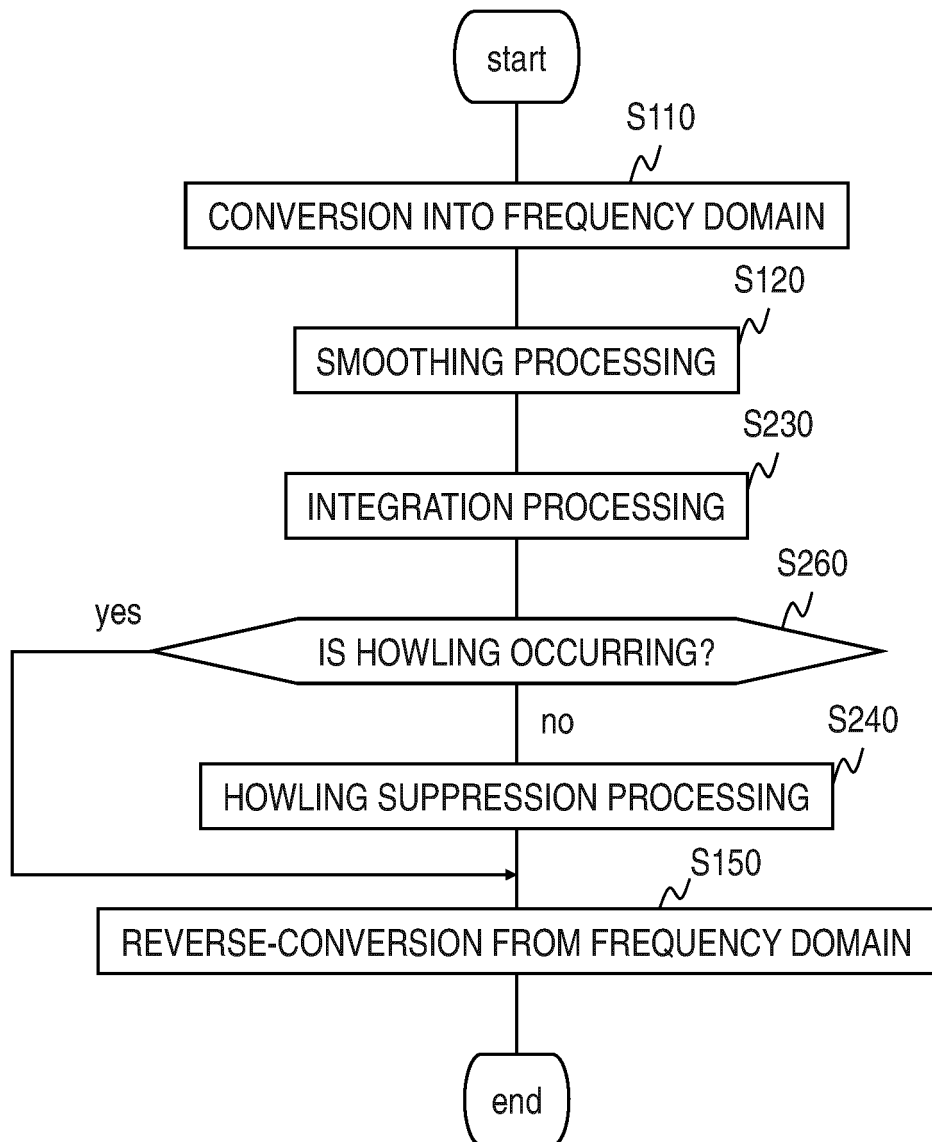 start
S110
CONVERSION INTO FREQUENCY DOMAIN
S120
SMOOTHING PROCESSING
S230
INTEGRATION PROCESSING
S260
yes
IS HOWLING OCCURRING?
no
S240
HOWLING SUPPRESSION PROCESSING
S150
REVERSE-CONVERSION FROM FREQUENCY DOMAIN
end